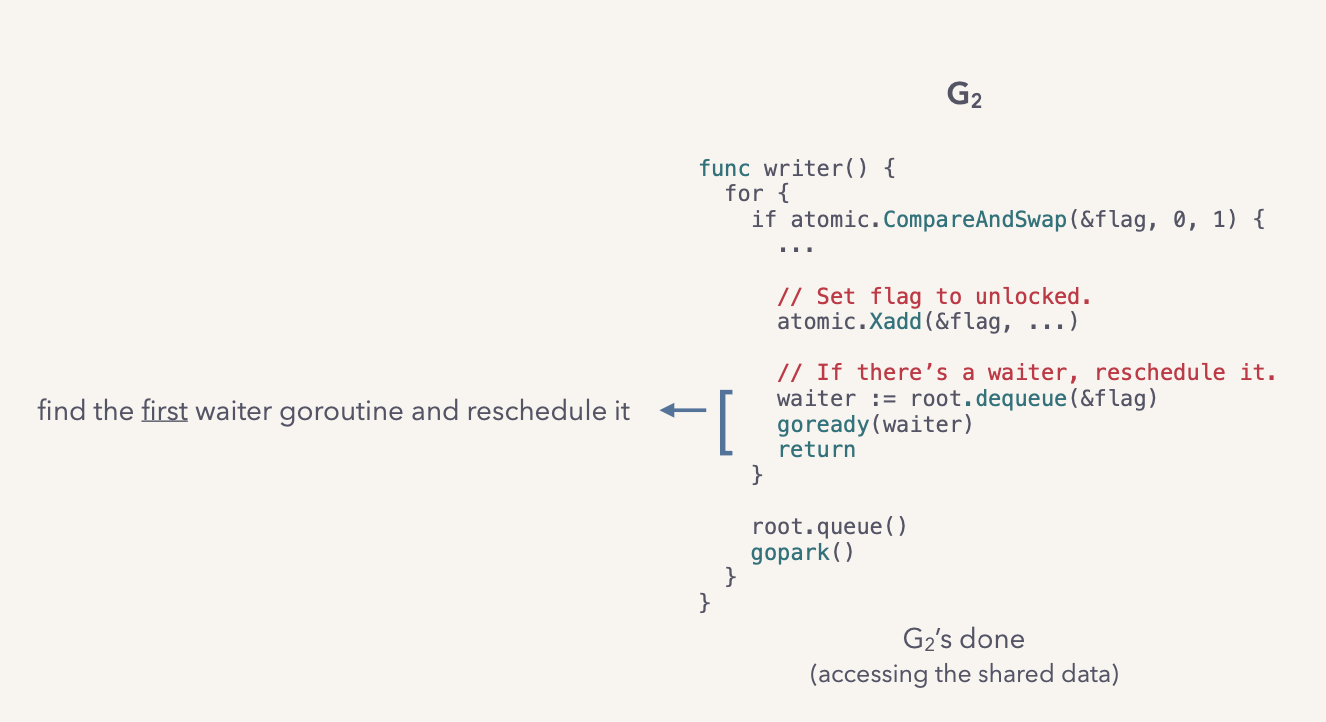 G₂
func writer() {
for {
if atomic.CompareAndSwap(&flag, 0, 1) {
...
// Set flag to unlocked.
atomic.Xadd(&flag, ...)
// If there’s a waiter, reschedule it.
waiter := root.dequeue(&flag)
goready(waiter)
return
}
root.queue()
gopark()
}
}
find the first waiter goroutine and reschedule it
G₂’s done
(accessing the shared data)